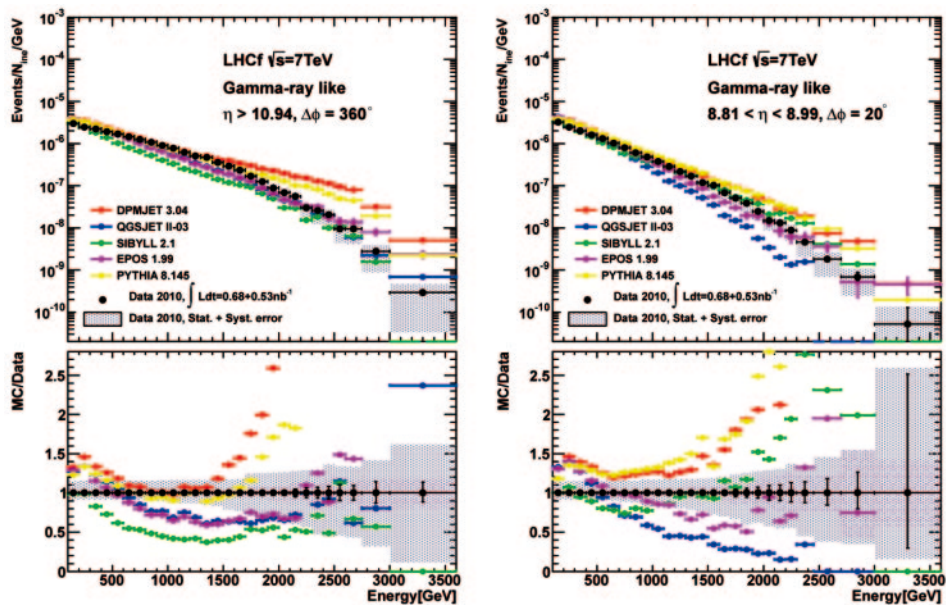 Events/N_ine/GeV
10^-3
10^-4
10^-5
10^-6
10^-7
10^-8
10^-9
10^-10
LHCf √s=7TeV
Gamma-ray like
η > 10.94, Δϕ = 360°
DPMJET 3.04
QGSJET II-03
SIBYLL 2.1
EPOS 1.99
PYTHIA 8.145
Data 2010, ∫ Ldt=0.68+0.53nb^-1
Data 2010, Stat. + Syst. error
MC/Data
2.5
2
1.5
1
0.5
0
500 1000 1500 2000 2500 3000 3500
Energy[GeV]
Events/N_ine/GeV
10^-3
10^-4
10^-5
10^-6
10^-7
10^-8
10^-9
10^-10
LHCf √s=7TeV
Gamma-ray like
8.81 < η < 8.99, Δϕ = 20°
DPMJET 3.04
QGSJET II-03
SIBYLL 2.1
EPOS 1.99
PYTHIA 8.145
Data 2010, ∫ Ldt=0.68+0.53nb^-1
Data 2010, Stat. + Syst. error
MC/Data
2.5
2
1.5
1
0.5
0
500 1000 1500 2000 2500 3000 3500
Energy[GeV]